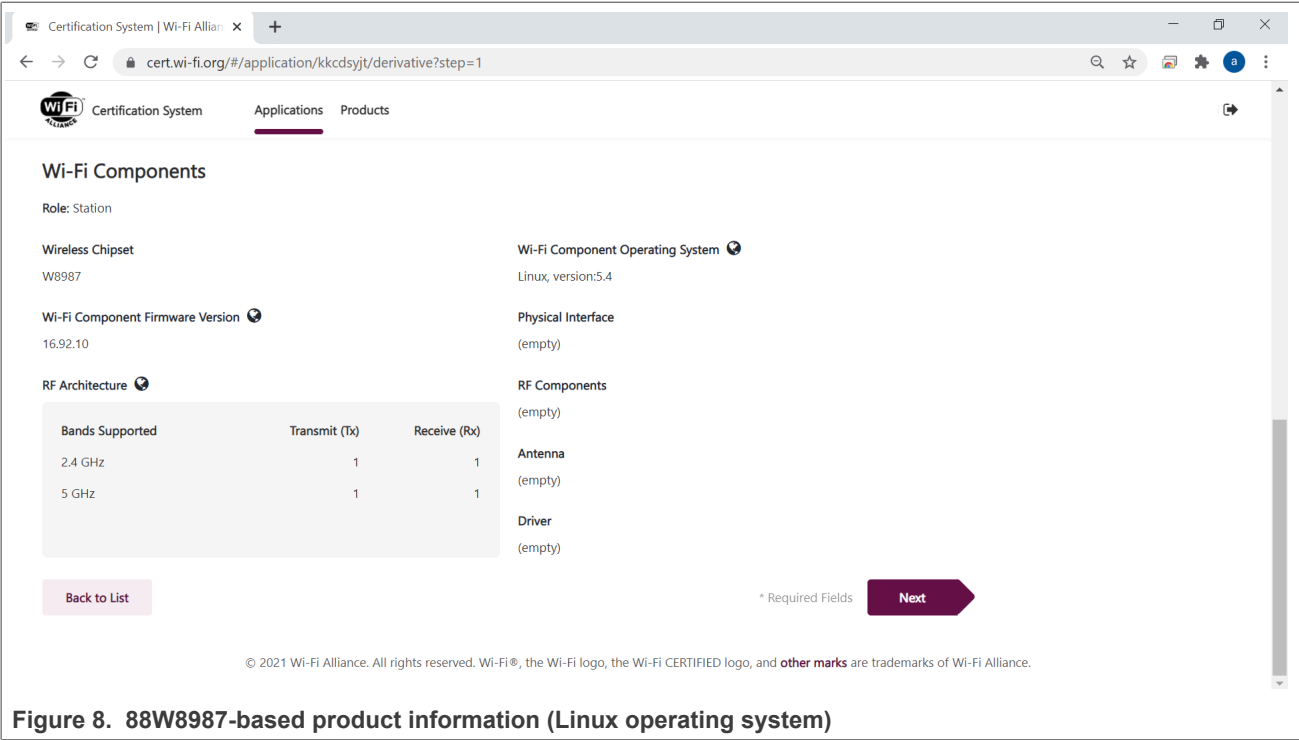 Certification System | Wi-Fi Allian
cert.wi-fi.org/#/application/kkcdsyjt/derivative?step=1
a
Wi Fi
ALLIANCE
Certification System
Applications
Products
Wi-Fi Components
Role: Station
Wireless Chipset
W8987
Wi-Fi Component Firmware Version
16.92.10
RF Architecture
Bands Supported Transmit (Tx) Receive (Rx)
2.4 GHz 1 1
5 GHz 1 1
Wi-Fi Component Operating System
Linux, version:5.4
Physical Interface
(empty)
RF Components
(empty)
Antenna
(empty)
Driver
(empty)
Back to List
* Required Fields
Next
© 2021 Wi-Fi Alliance. All rights reserved. Wi-Fi®, the Wi-Fi logo, the Wi-Fi CERTIFIED logo, and other marks are trademarks of Wi-Fi Alliance.
Figure 8. 88W8987-based product information (Linux operating system)